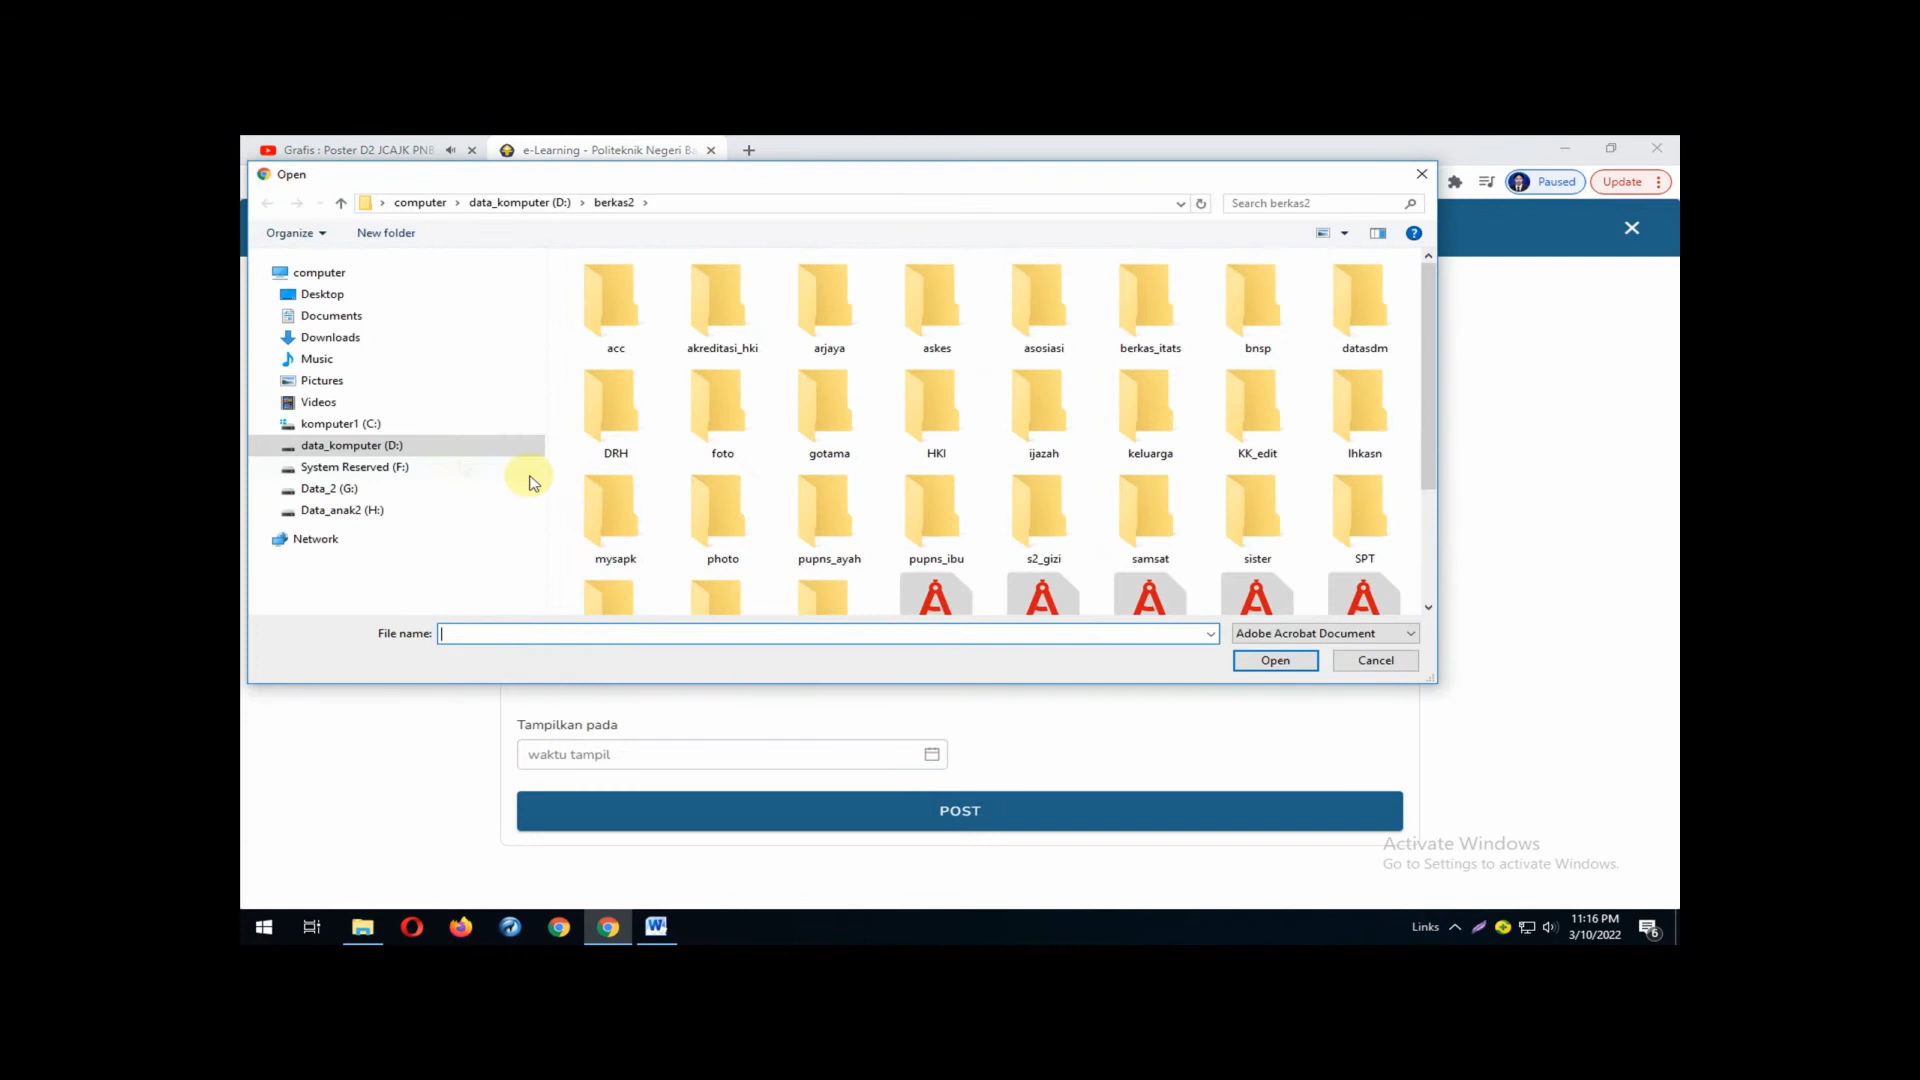 Grafis : Poster D2 JCAJK PNB
e-Learning - Politeknik Negeri Ba
Open
Paused
Update
computer > data_komputer (D:) > berkas2 >
Search berkas2
Organize
New folder
computer
Desktop
Documents
Downloads
Music
Pictures
Videos
komputer1 (C:)
data_komputer (D:)
System Reserved (F:)
Data_2 (G:)
Data_anak2 (H:)
Network
acc akreditasi_hki arjaya askes asosiasi berkas_itats bnsp datasdm
DRH foto gotama HKI ijazah keluarga KK_edit lhkasn
mysapk photo pupns_ayah pupns_ibu s2_gizi samsat sister SPT
File name:
Adobe Acrobat Document
Open
Cancel
Tampilkan pada
waktu tampil
POST
Activate Windows
Go to Settings to activate Windows.
Links
11:16 PM
3/10/2022
6